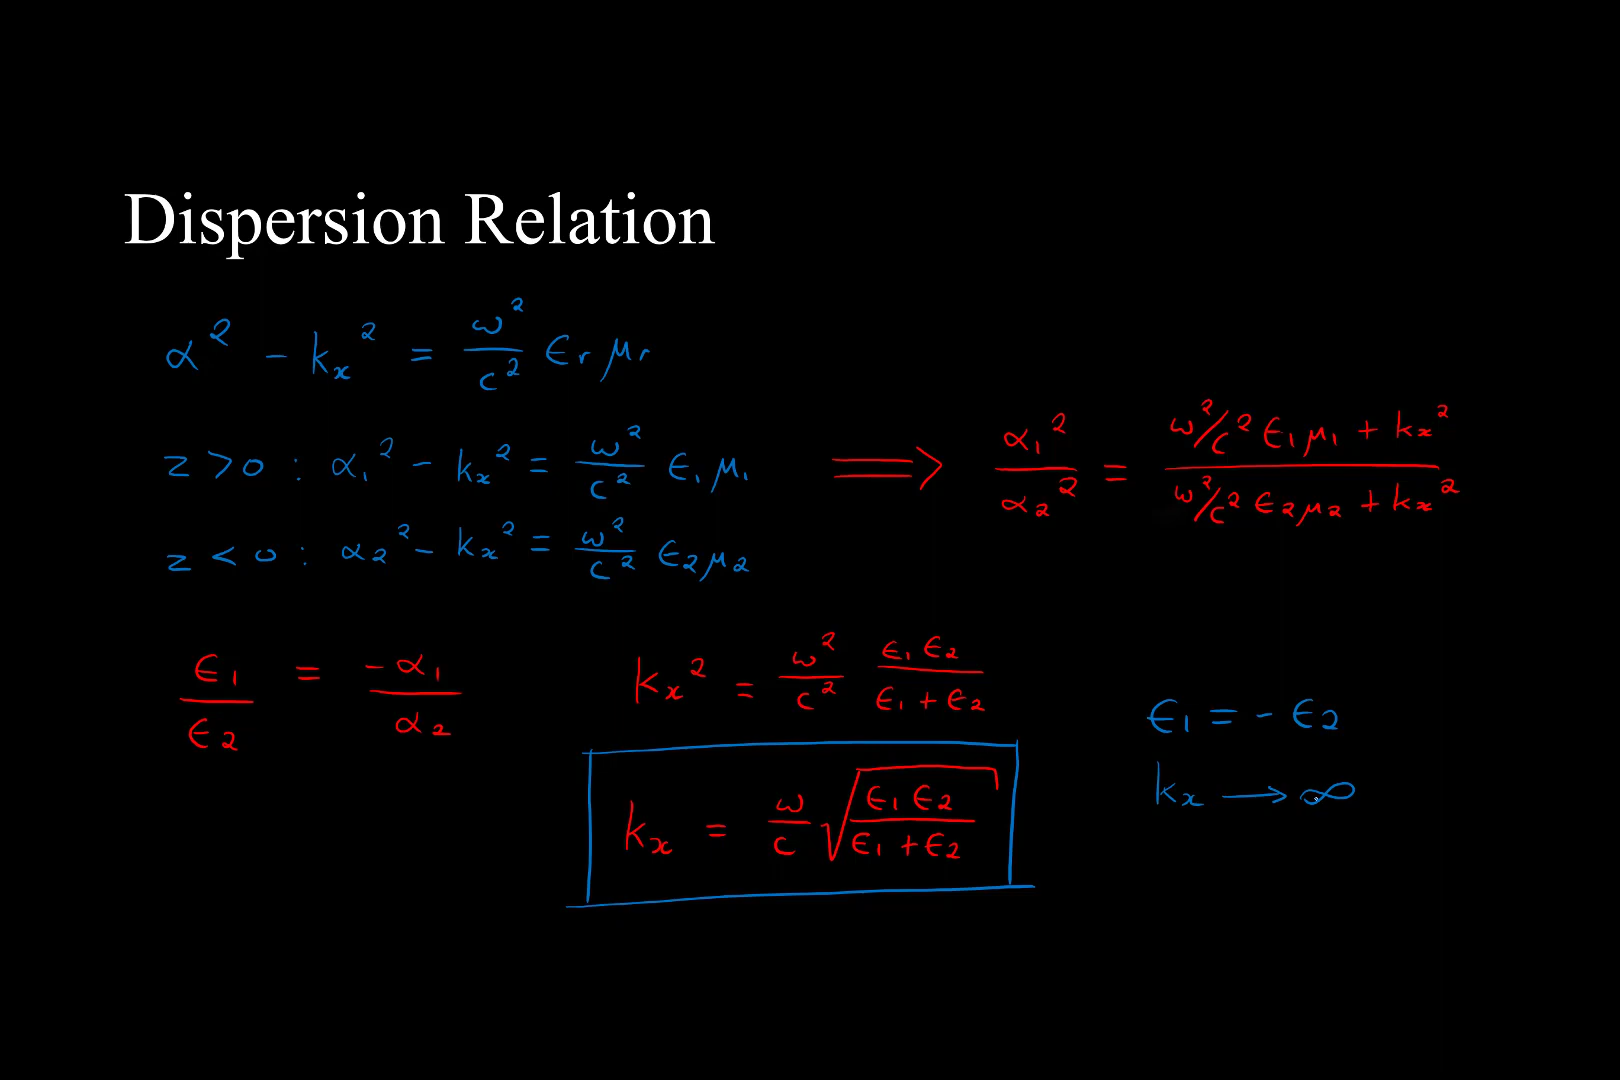 Dispersion Relation
α² - kₓ² = ω²/c² ϵᵣ μᵣ
z > 0 : α₁² - kₓ² = ω²/c² ϵ₁ μ₁
z < 0 : α₂² - kₓ² = ω²/c² ϵ₂ μ₂
⟹ α₁²/α₂² = (ω²/c² ϵ₁ μ₁ + kₓ²)/(ω²/c² ϵ₂ μ₂ + kₓ²)
ϵ₁/ϵ₂ = -α₁/α₂
kₓ² = ω²/c² ϵ₁ ϵ₂/(ϵ₁ + ϵ₂)
kₓ = ω/c √(ϵ₁ ϵ₂/(ϵ₁ + ϵ₂))
ϵ₁ = - ϵ₂
kₓ ⟶ ∞